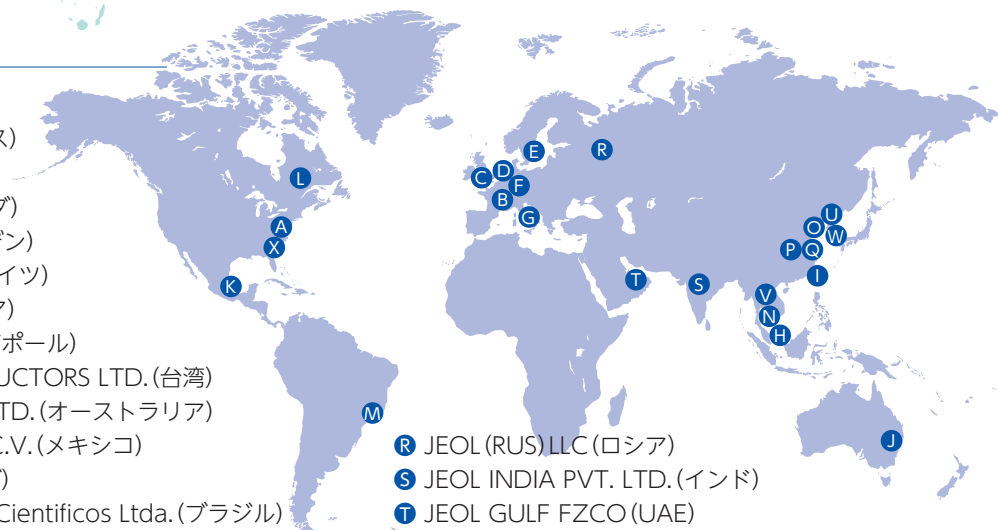 ス)
グ)
デン)
イツ)
ア)
ポール)
UCTORS LTD.(台湾)
TD.(オーストラリア)
C.V.(メキシコ)
Cientificos Ltda.(ブラジル)
R JEOL(RUS)LLC(ロシア)
S JEOL INDIA PVT. LTD.(インド)
T JEOL GULF FZCO(UAE)
E
R
D
C
F
L
B
G
A
X
K
U
O
W
P
Q
I
T
S
V
N
H
M
J